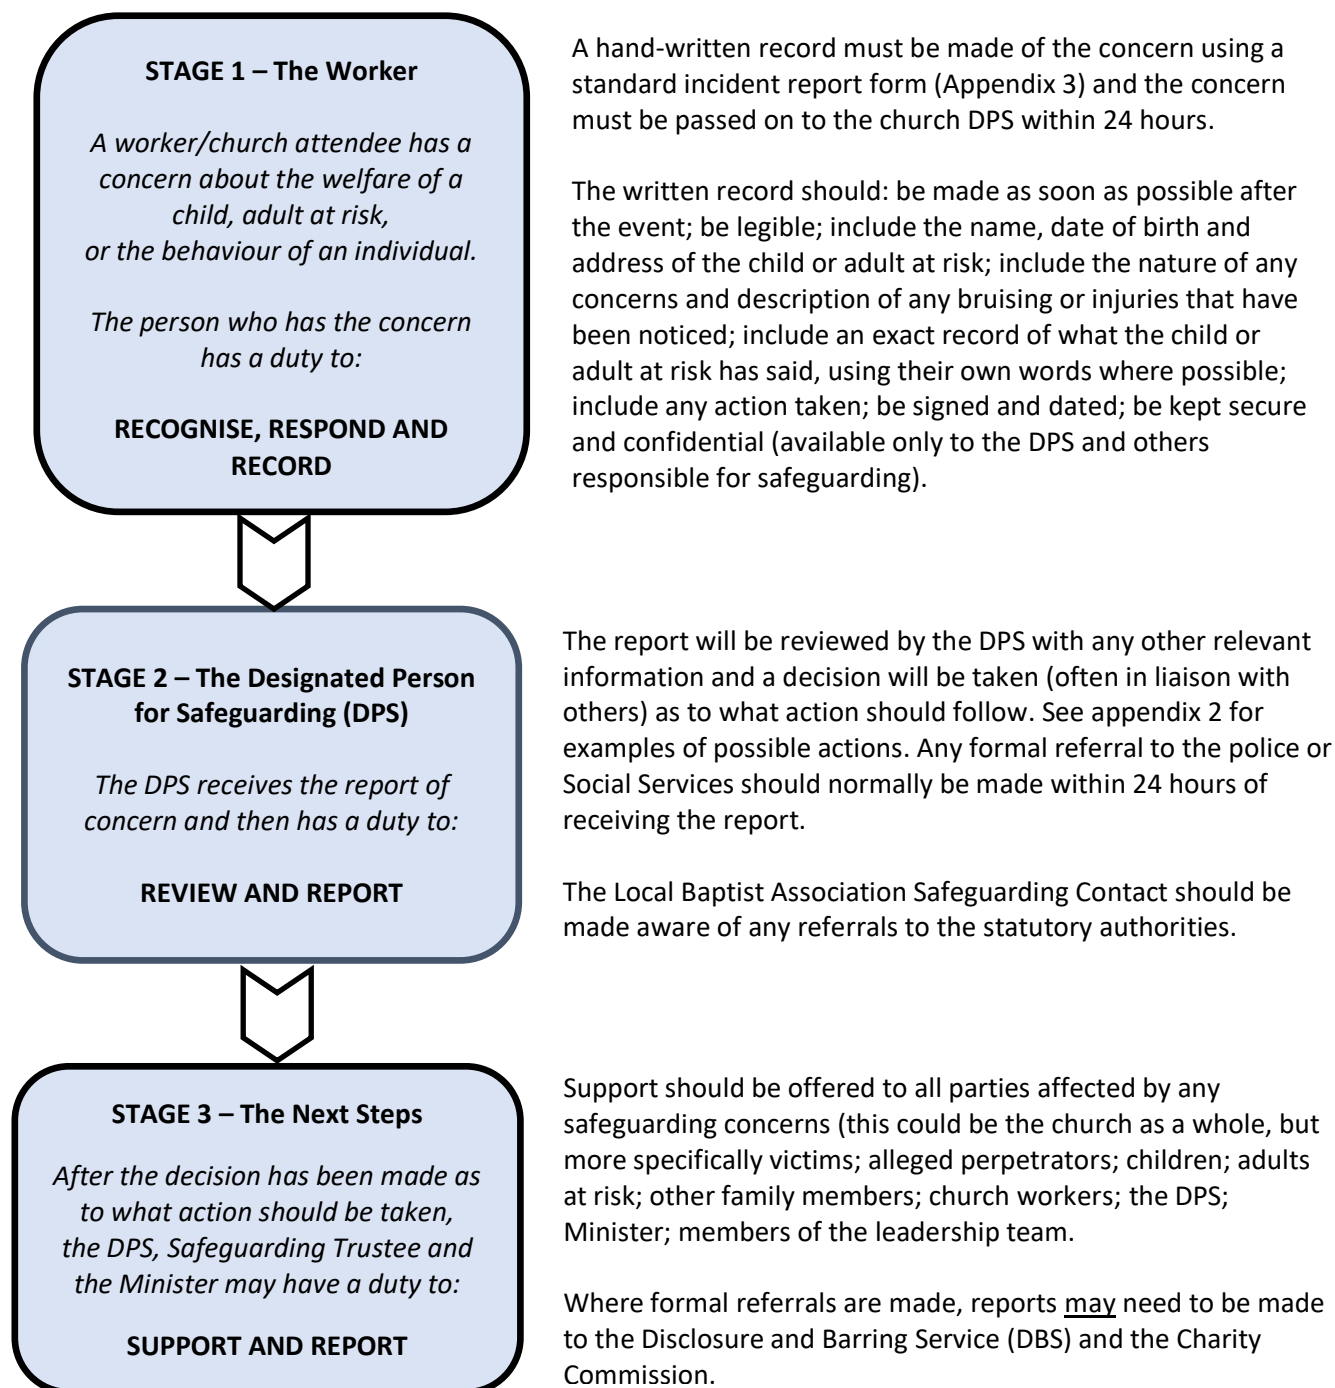 STAGE 1 – The Worker
A worker/church attendee has a
concern about the welfare of a
child, adult at risk,
or the behaviour of an individual.
The person who has the concern
has a duty to:
RECOGNISE, RESPOND AND
RECORD
A hand-written record must be made of the concern using a
standard incident report form (Appendix 3) and the concern
must be passed on to the church DPS within 24 hours.
The written record should: be made as soon as possible after
the event; be legible; include the name, date of birth and
address of the child or adult at risk; include the nature of any
concerns and description of any bruising or injuries that have
been noticed; include an exact record of what the child or
adult at risk has said, using their own words where possible;
include any action taken; be signed and dated; be kept secure
and confidential (available only to the DPS and others
responsible for safeguarding).
STAGE 2 – The Designated Person
for Safeguarding (DPS)
The DPS receives the report of
concern and then has a duty to:
REVIEW AND REPORT
The report will be reviewed by the DPS with any other relevant
information and a decision will be taken (often in liaison with
others) as to what action should follow. See appendix 2 for
examples of possible actions. Any formal referral to the police or
Social Services should normally be made within 24 hours of
receiving the report.
The Local Baptist Association Safeguarding Contact should be
made aware of any referrals to the statutory authorities.
STAGE 3 – The Next Steps
After the decision has been made as
to what action should be taken,
the DPS, Safeguarding Trustee and
the Minister may have a duty to:
SUPPORT AND REPORT
Support should be offered to all parties affected by any
safeguarding concerns (this could be the church as a whole, but
more specifically victims; alleged perpetrators; children; adults
at risk; other family members; church workers; the DPS;
Minister; members of the leadership team.
Where formal referrals are made, reports may need to be made
to the Disclosure and Barring Service (DBS) and the Charity
Commission.